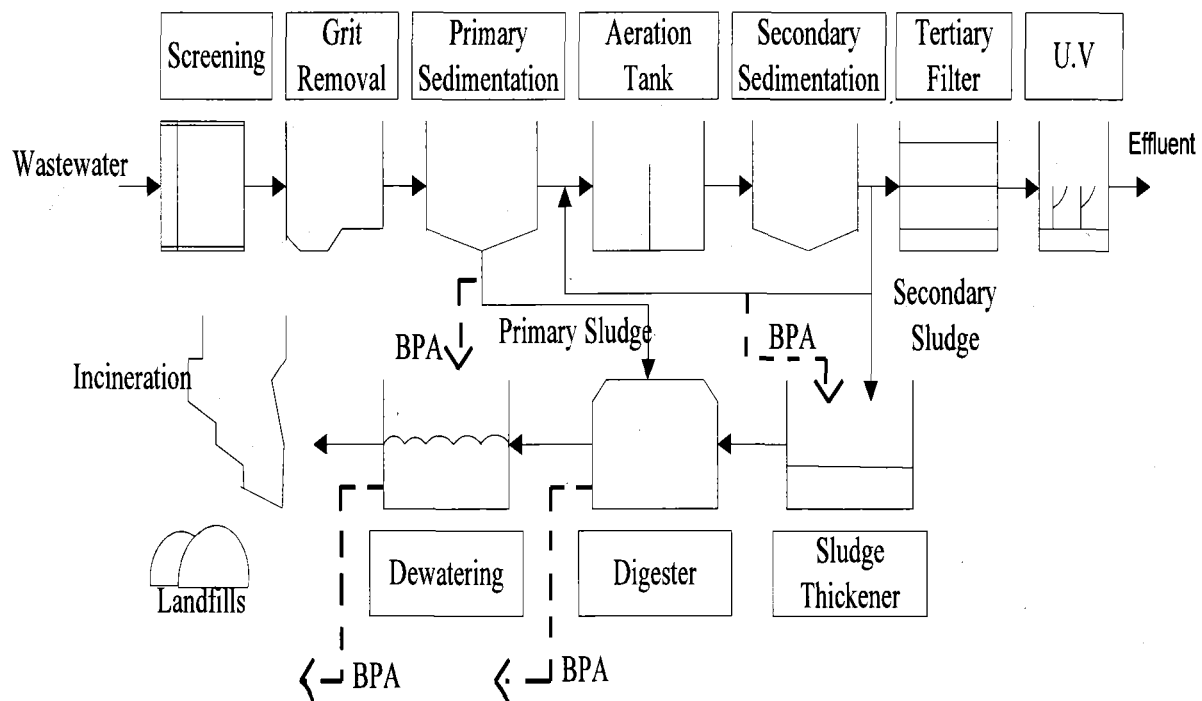 Screening
Grit
Removal
Primary
Sedimentation
Aeration
Tank
Secondary
Sedimentation
Tertiary
Filter
U.V
Wastewater
Effluent
BPA
Primary Sludge
BPA
Secondary
Sludge
Incineration
Landfills
Dewatering
Digester
Sludge
Thickener
BPA
BPA